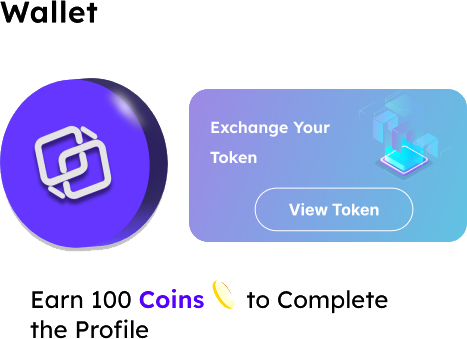 Wallet
Exchange Your
Token
View Token
Earn 100 Coins to Complete
the Profile